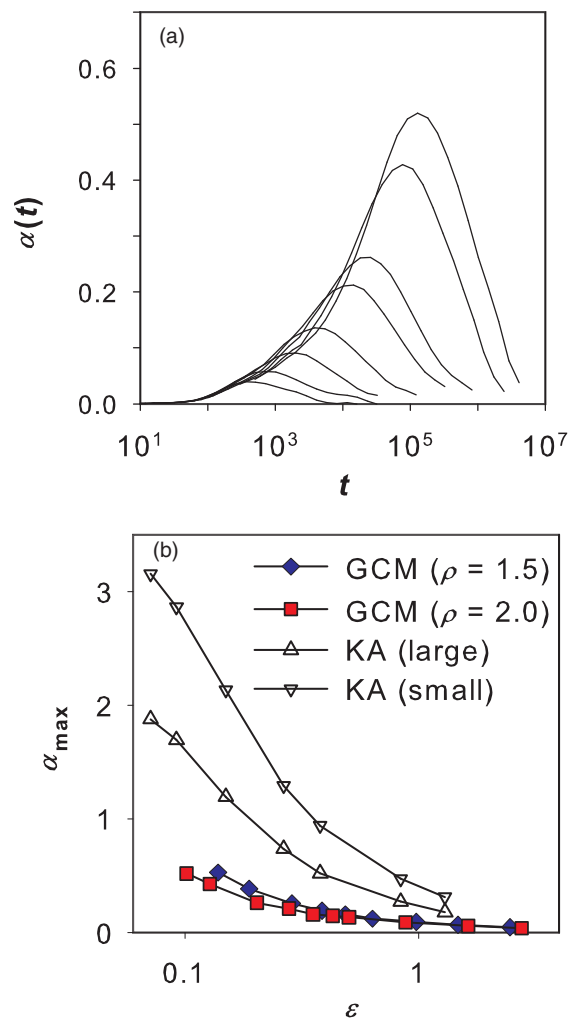 (a)
0.6
0.4
0.2
0.0
α(t)
10^1
10^3
10^5
10^7
t
(b)
GCM (ρ = 1.5)
GCM (ρ = 2.0)
KA (large)
KA (small)
3
2
1
0
α_max
0.1
1
ε